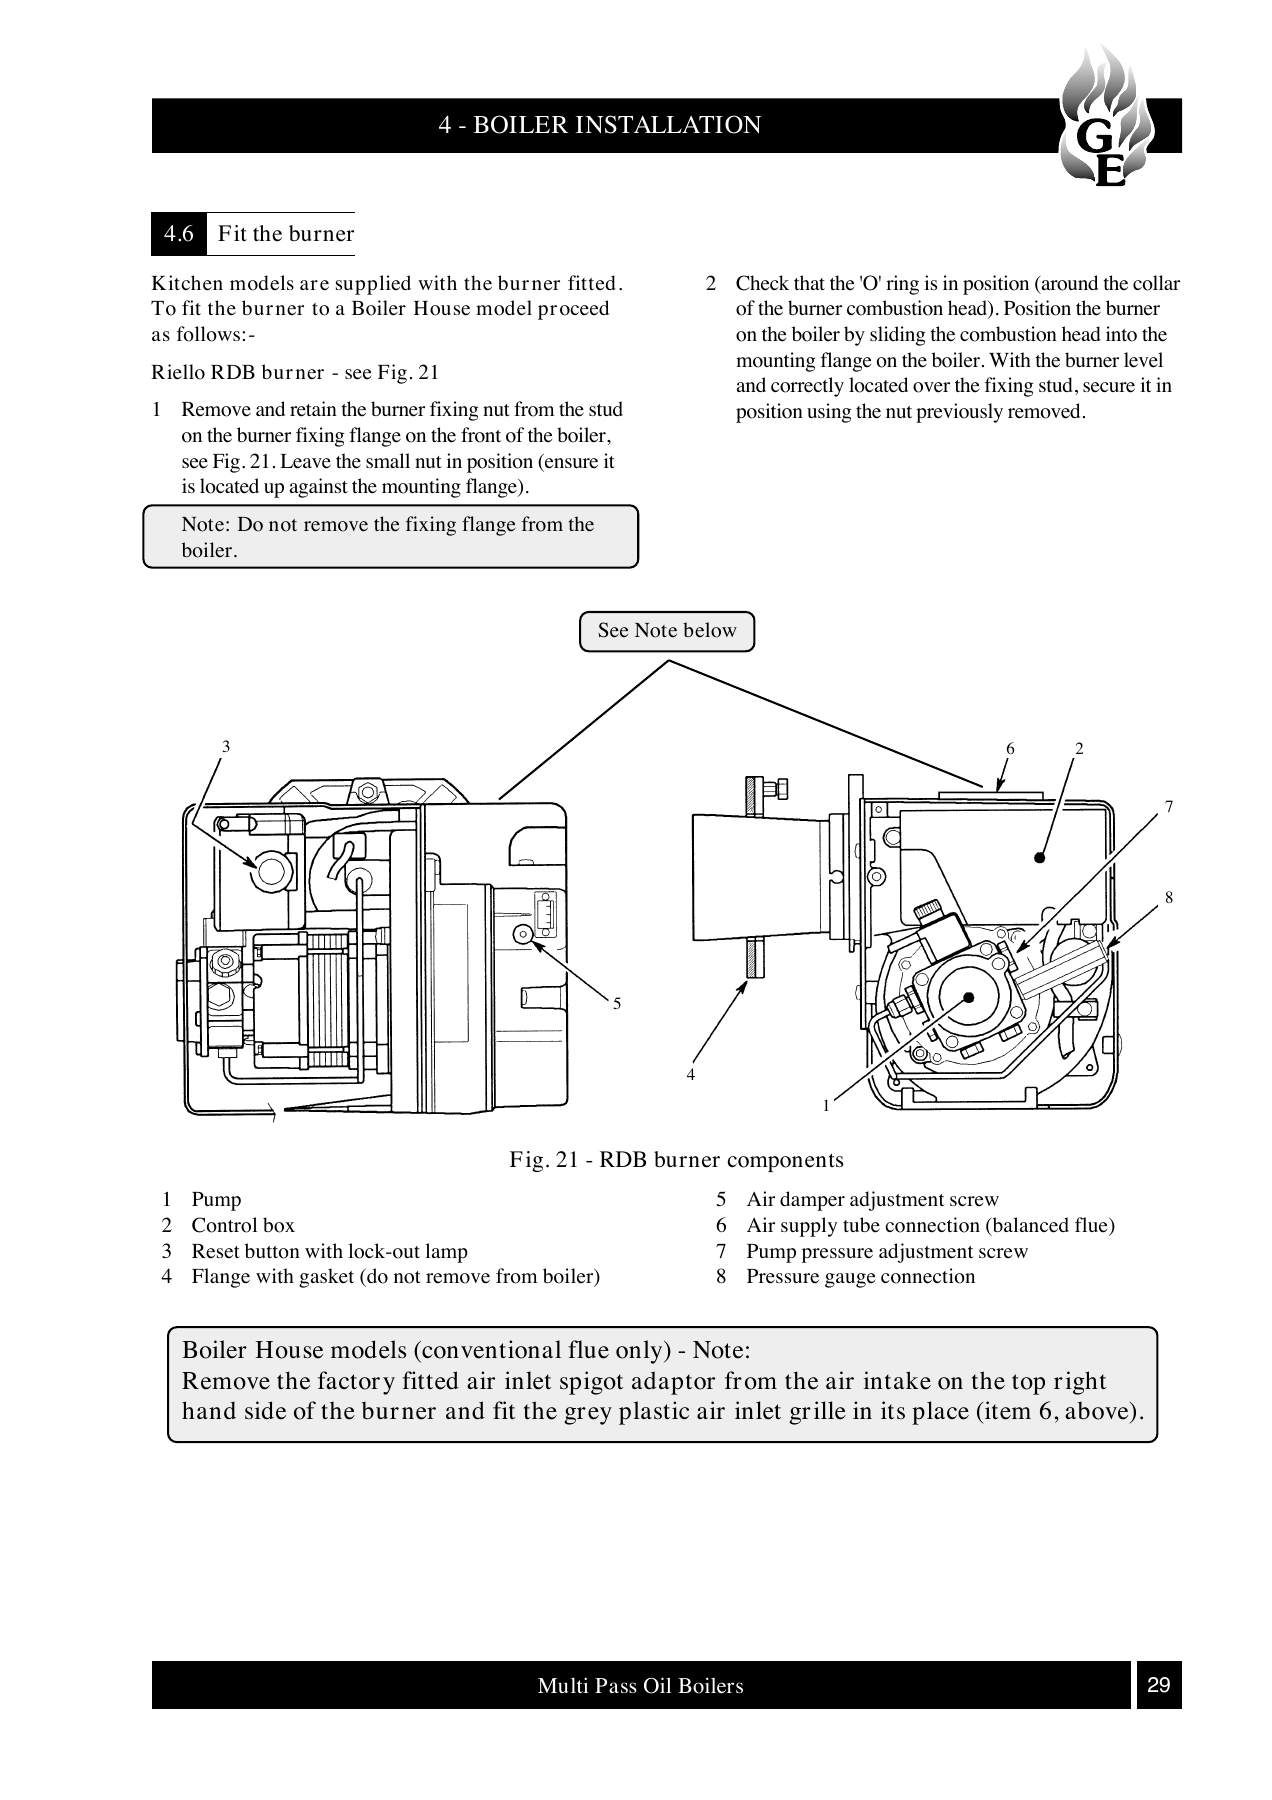 4 - BOILER INSTALLATION
G
E
4.6 Fit the burner
Kitchen models are supplied with the burner fitted.
To fit the burner to a Boiler House model proceed
as follows:-
Riello RDB burner - see Fig. 21
1 Remove and retain the burner fixing nut from the stud
on the burner fixing flange on the front of the boiler,
see Fig. 21. Leave the small nut in position (ensure it
is located up against the mounting flange).
Note: Do not remove the fixing flange from the
boiler.
2 Check that the 'O' ring is in position (around the collar
of the burner combustion head). Position the burner
on the boiler by sliding the combustion head into the
mounting flange on the boiler. With the burner level
and correctly located over the fixing stud, secure it in
position using the nut previously removed.
See Note below
3
6
2
7
8
5
4
1
Fig. 21 - RDB burner components
1 Pump
2 Control box
3 Reset button with lock-out lamp
4 Flange with gasket (do not remove from boiler)
5 Air damper adjustment screw
6 Air supply tube connection (balanced flue)
7 Pump pressure adjustment screw
8 Pressure gauge connection
Boiler House models (conventional flue only) - Note:
Remove the factory fitted air inlet spigot adaptor from the air intake on the top right
hand side of the burner and fit the grey plastic air inlet grille in its place (item 6, above).
Multi Pass Oil Boilers
29